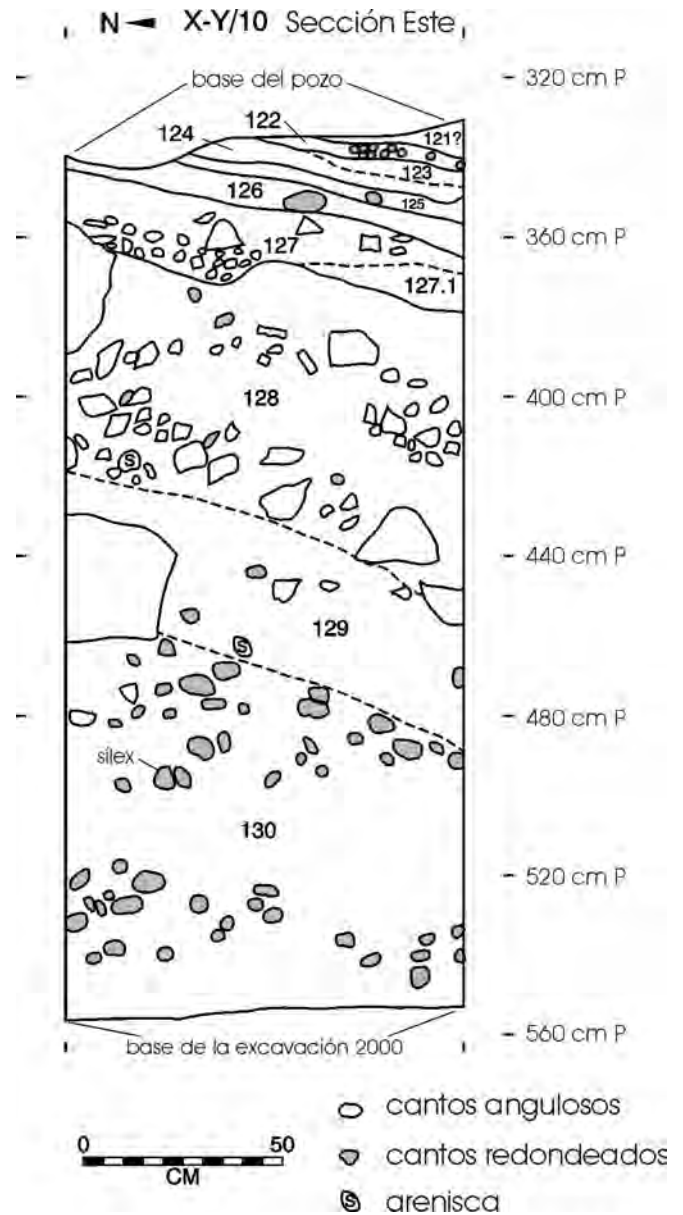 N X-Y/10 Sección Este
320 cm P
base del pozo
124
122
121?
123
126
125
360 cm P
127
127.1
400 cm P
128
S
440 cm P
129
S
480 cm P
sílex
130
520 cm P
560 cm P
base de la excavación 2000
cantos angulosos
0 50
cantos redondeados
CM
S arenisca